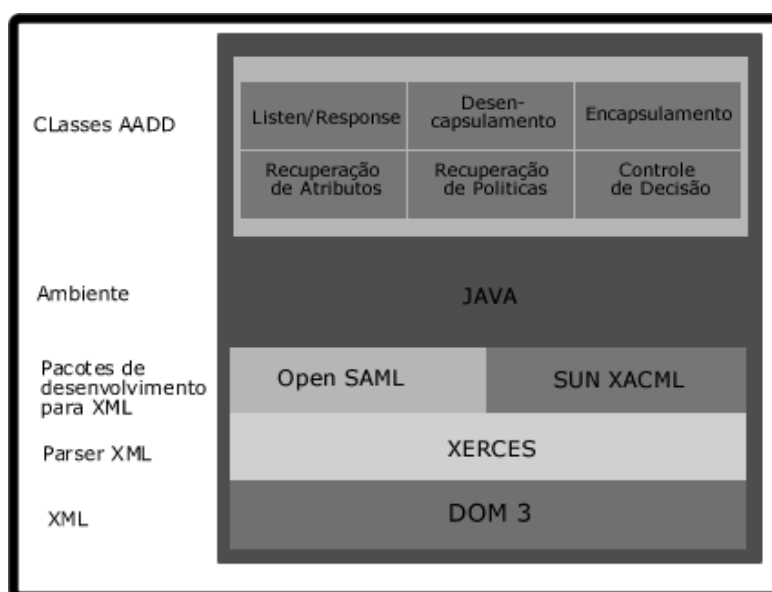 CLasses AADD
Listen/Response
Desen-
capsulamento
Encapsulamento
Recuperação
de Atributos
Recuperação
de Politicas
Controle
de Decisão
Ambiente
JAVA
Pacotes de
desenvolvimento
para XML
Open SAML
SUN XACML
Parser XML
XERCES
XML
DOM 3